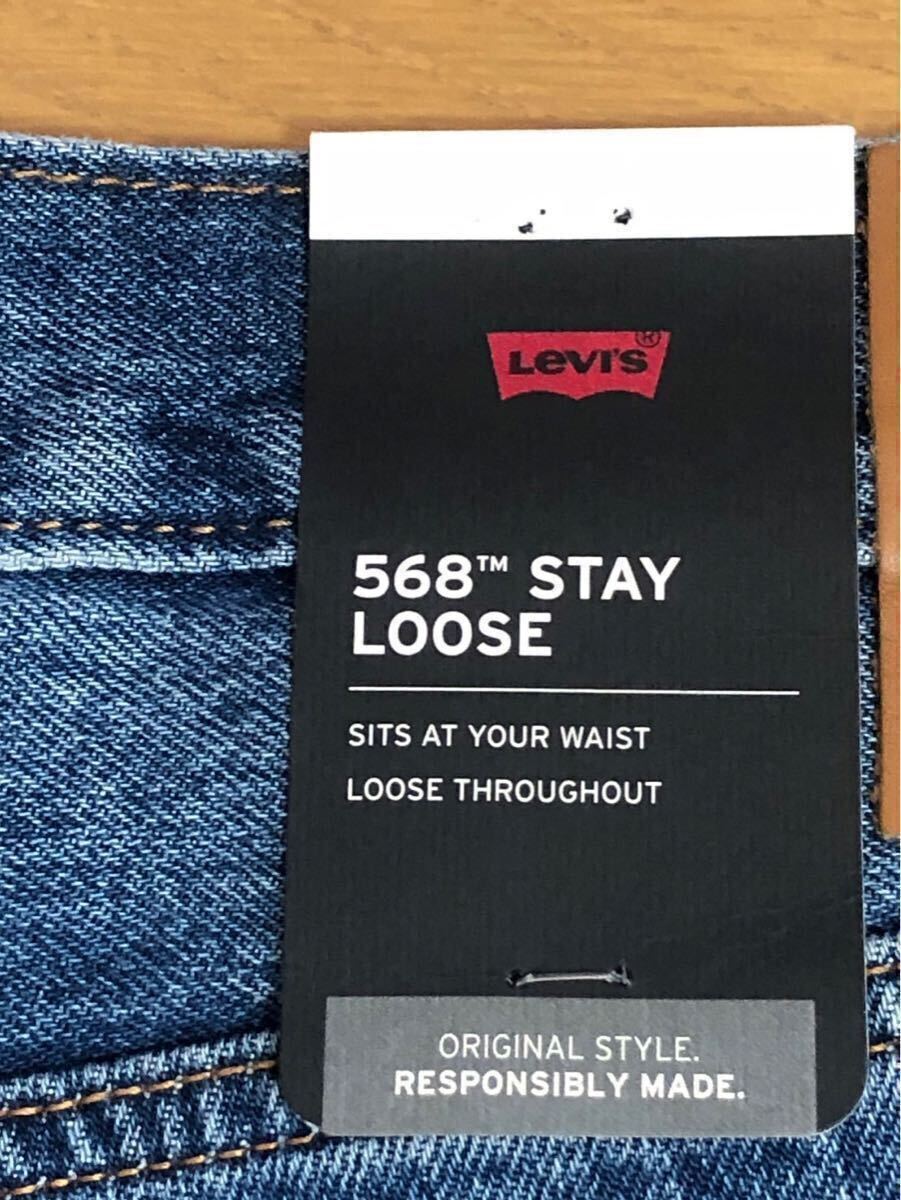 Levi's®
568™ STAY
LOOSE
SITS AT YOUR WAIST
LOOSE THROUGHOUT
ORIGINAL STYLE.
RESPONSIBLY MADE.